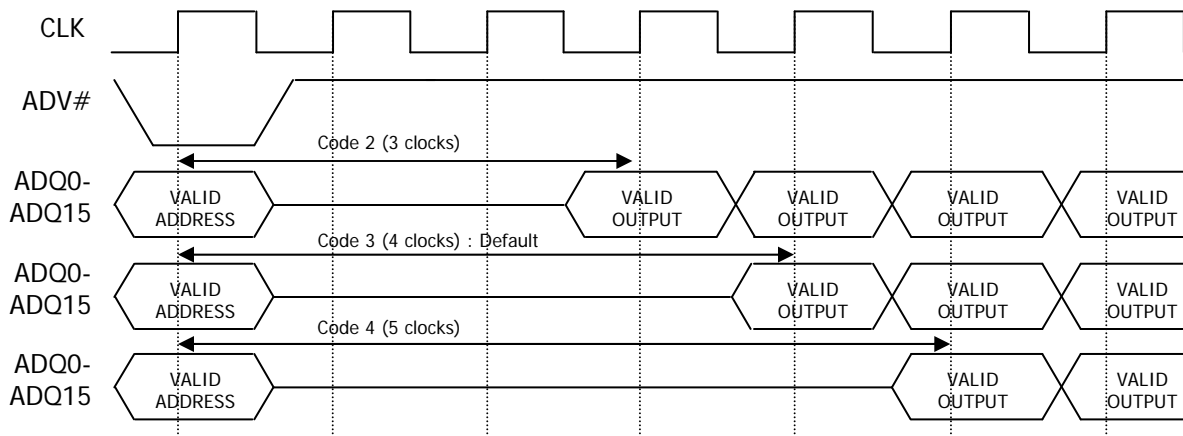 CLK
ADV#
Code 2 (3 clocks)
ADQ0-
ADQ15
VALID
ADDRESS
VALID
OUTPUT
VALID
OUTPUT
VALID
OUTPUT
VALID
OUTPUT
Code 3 (4 clocks) : Default
ADQ0-
ADQ15
VALID
ADDRESS
VALID
OUTPUT
VALID
OUTPUT
VALID
OUTPUT
Code 4 (5 clocks)
ADQ0-
ADQ15
VALID
ADDRESS
VALID
OUTPUT
VALID
OUTPUT